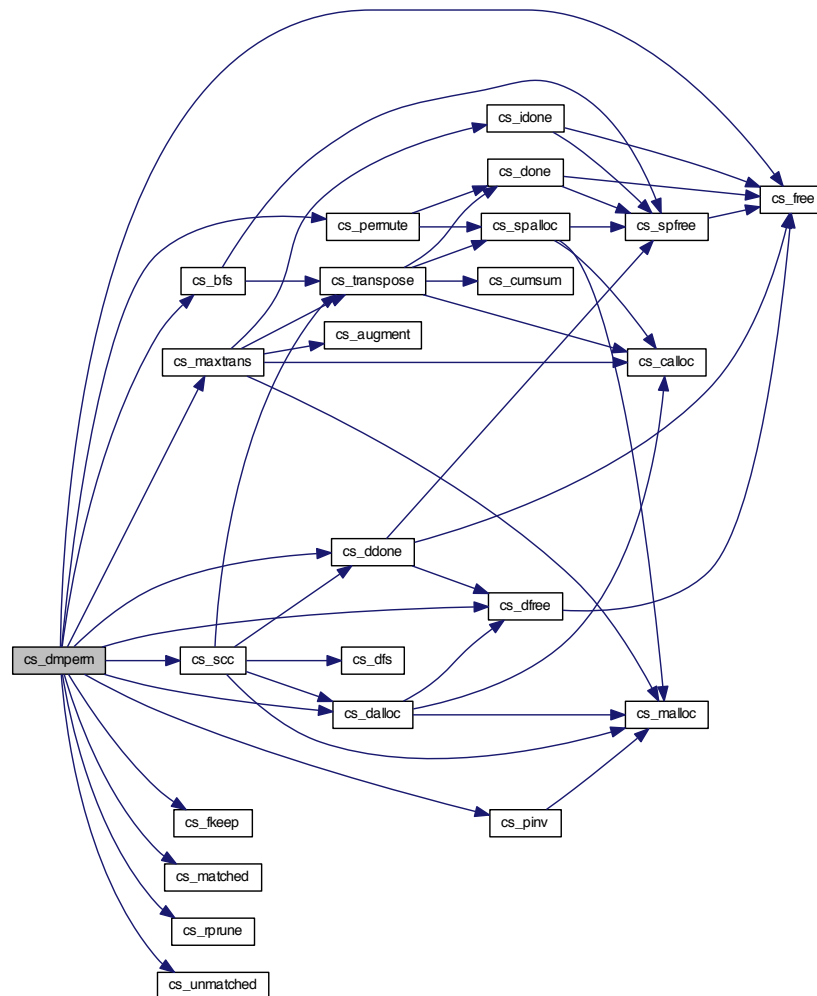 cs_idone
cs_done
cs_free
cs_permute
cs_spalloc
cs_spfree
cs_bfs
cs_transpose
cs_cumsum
cs_augment
cs_maxtrans
cs_calloc
cs_ddone
cs_dfree
cs_dmperm
cs_scc
cs_dfs
cs_dalloc
cs_malloc
cs_fkeep
cs_pinv
cs_matched
cs_rprune
cs_unmatched